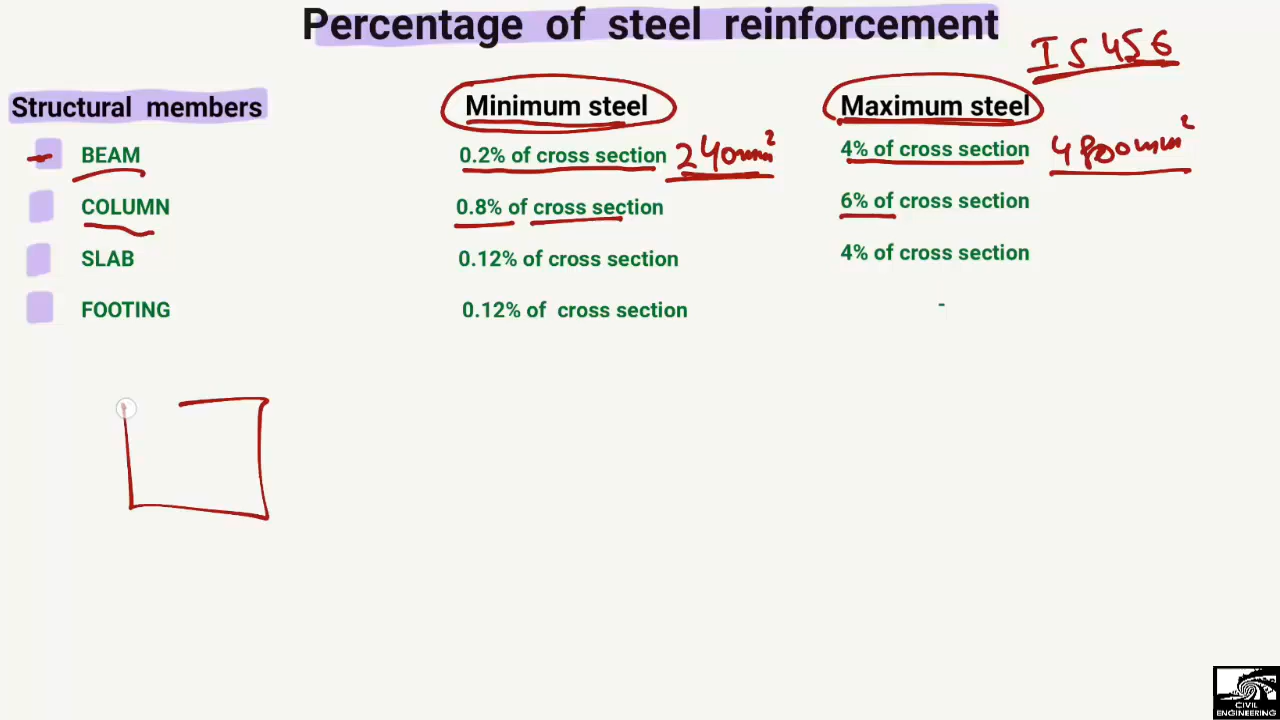 Percentage of steel reinforcement
IS 456
Structural members Minimum steel Maximum steel
BEAM 0.2% of cross section 240mm² 4% of cross section 4800mm²
COLUMN 0.8% of cross section 6% of cross section
SLAB 0.12% of cross section 4% of cross section
FOOTING 0.12% of cross section -
CIVIL
ENGINEERING